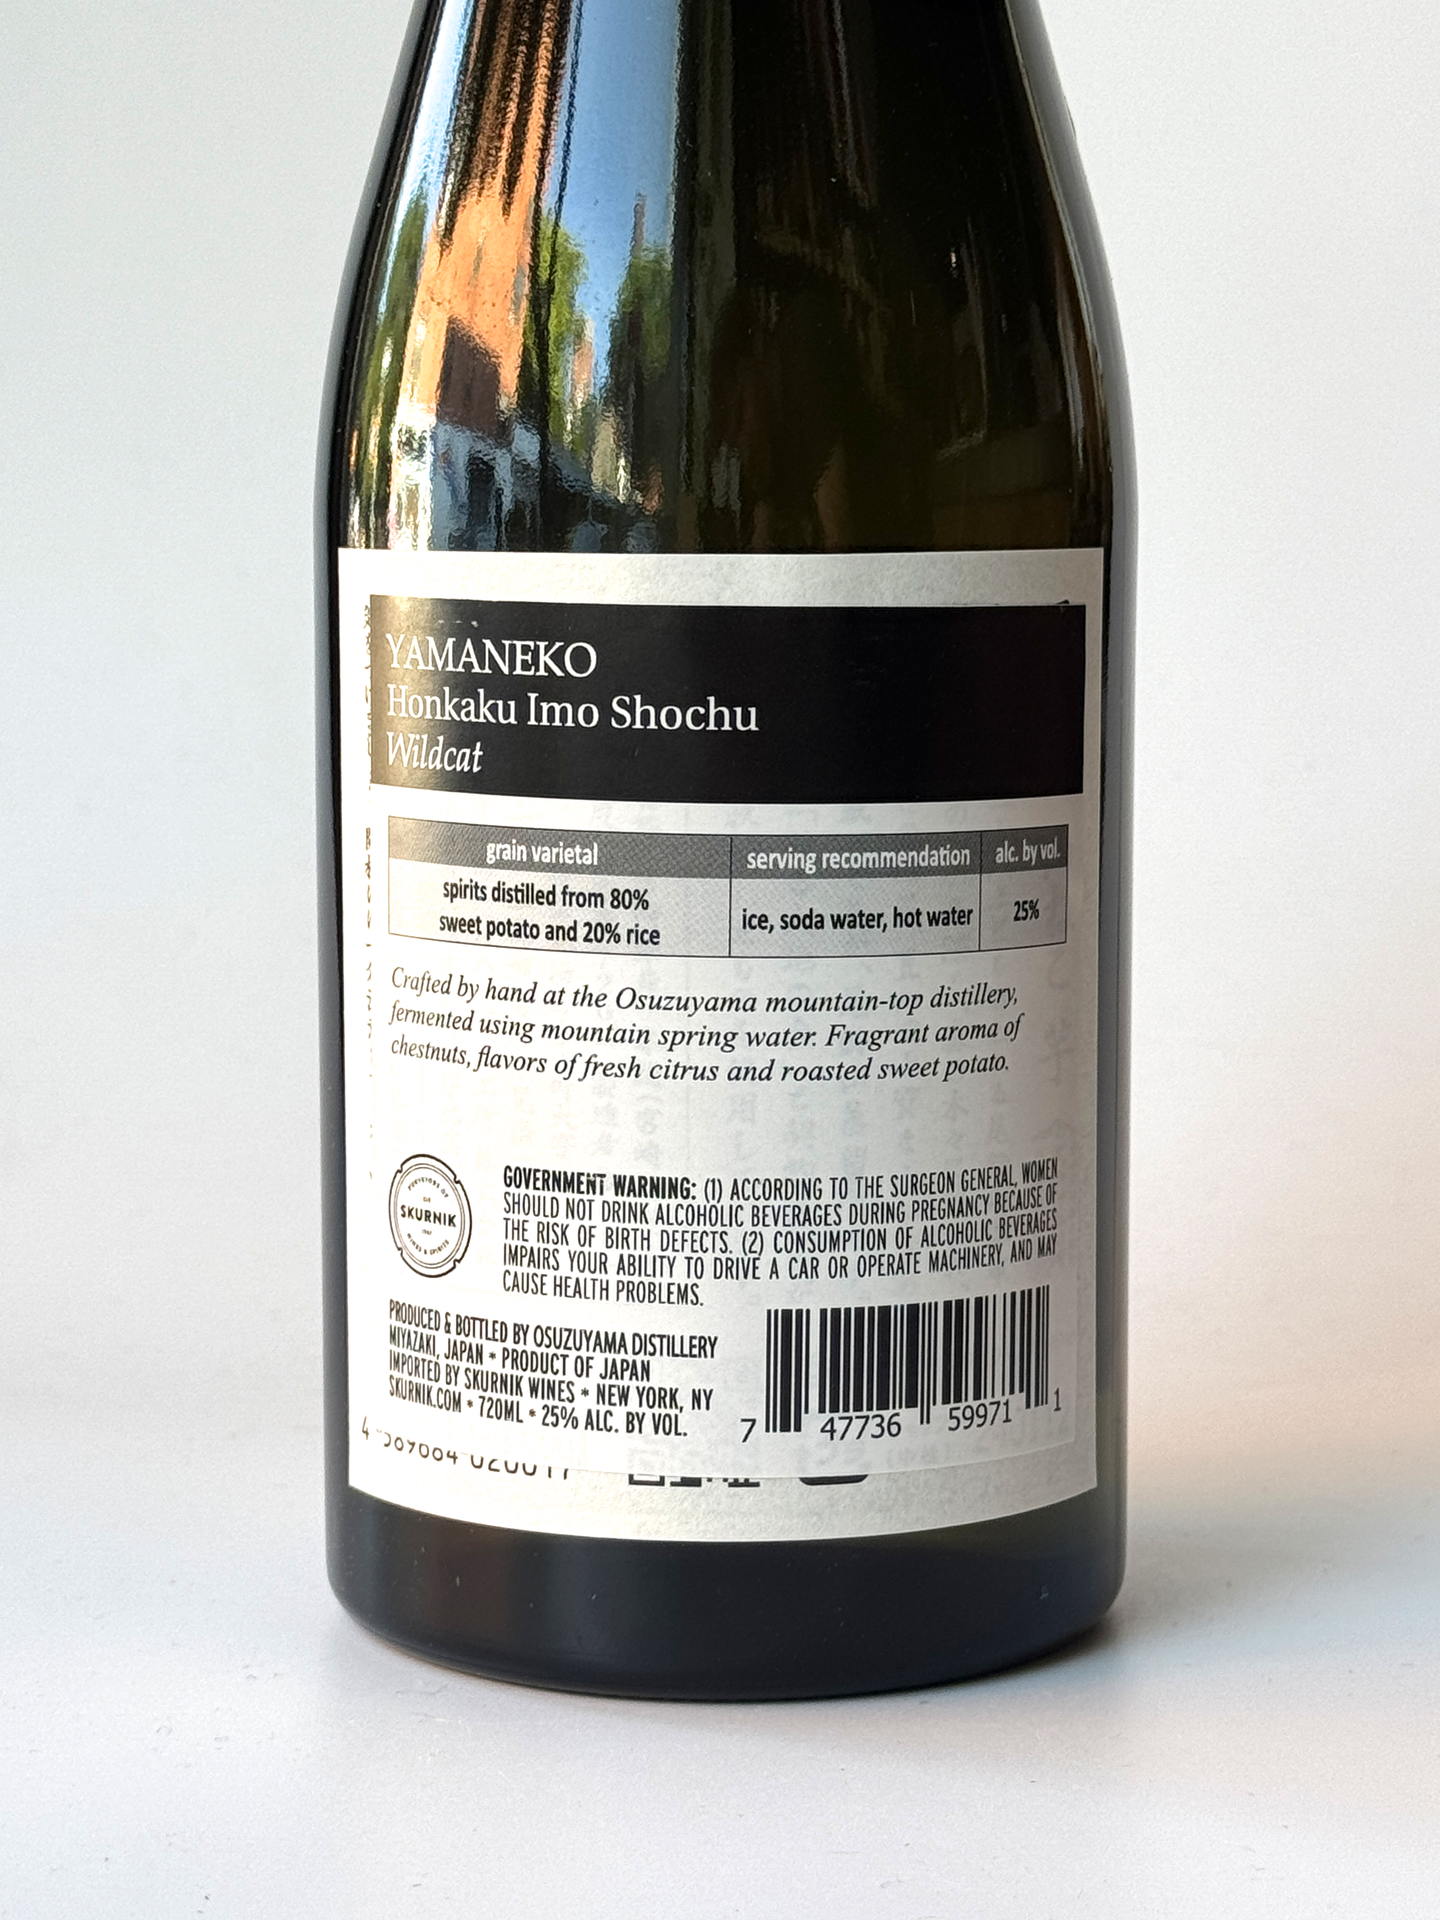 YAMANEKO
Honkaku Imo Shochu
Wildcat
grain varietal
serving recommendation
alc. by vol.
spirits distilled from 80%
sweet potato and 20% rice
ice, soda water, hot water
25%
Crafted by hand at the Osuzuyama mountain-top distillery,
fermented using mountain spring water. Fragrant aroma of
chestnuts, flavors of fresh citrus and roasted sweet potato.
PURVEYORS OF
SKURNIK
1987
WINES & SPIRITS
GOVERNMENT WARNING: (1) ACCORDING TO THE SURGEON GENERAL, WOMEN
SHOULD NOT DRINK ALCOHOLIC BEVERAGES DURING PREGNANCY BECAUSE OF
THE RISK OF BIRTH DEFECTS. (2) CONSUMPTION OF ALCOHOLIC BEVERAGES
IMPAIRS YOUR ABILITY TO DRIVE A CAR OR OPERATE MACHINERY, AND MAY
CAUSE HEALTH PROBLEMS.
PRODUCED & BOTTLED BY OSUZUYAMA DISTILLERY
MIYAZAKI, JAPAN * PRODUCT OF JAPAN
IMPORTED BY SKURNIK WINES * NEW YORK, NY
SKURNIK.COM * 720ML * 25% ALC. BY VOL.
7 47736 59971 1